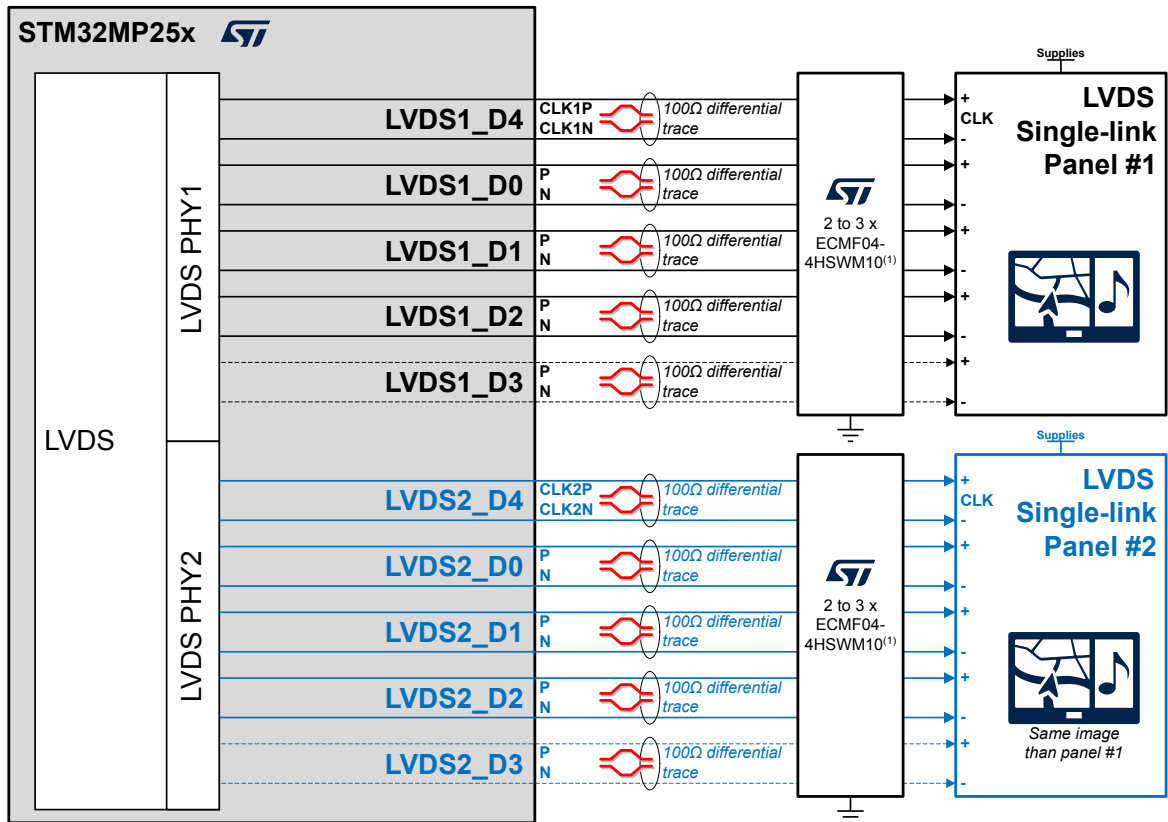 STM32MP25x
ST
LVDS
LVDS PHY1
LVDS1_D4
CLK1P
CLK1N
100Ω differential
trace
LVDS1_D0
P
N
100Ω differential
trace
LVDS1_D1
P
N
100Ω differential
trace
LVDS1_D2
P
N
100Ω differential
trace
LVDS1_D3
P
N
100Ω differential
trace
ST
2 to 3 x
ECMF04-
4HSWM10(1)
Supplies
+
CLK
-
+
-
+
-
+
-
+
-
LVDS
Single-link
Panel #1
LVDS PHY2
LVDS2_D4
CLK2P
CLK2N
100Ω differential
trace
LVDS2_D0
P
N
100Ω differential
trace
LVDS2_D1
P
N
100Ω differential
trace
LVDS2_D2
P
N
100Ω differential
trace
LVDS2_D3
P
N
100Ω differential
trace
ST
2 to 3 x
ECMF04-
4HSWM10(1)
Supplies
+
CLK
-
+
-
+
-
+
-
+
-
LVDS
Single-link
Panel #2
Same image
than panel #1